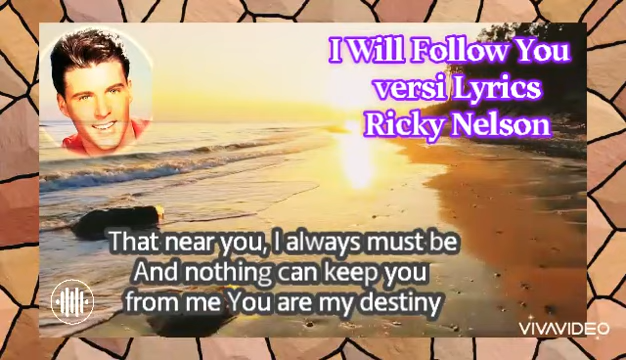 I Will Follow You
versi Lyrics
Ricky Nelson
That near you, I always must be
And nothing can keep you
from me You are my destiny
VIVAVIDEO